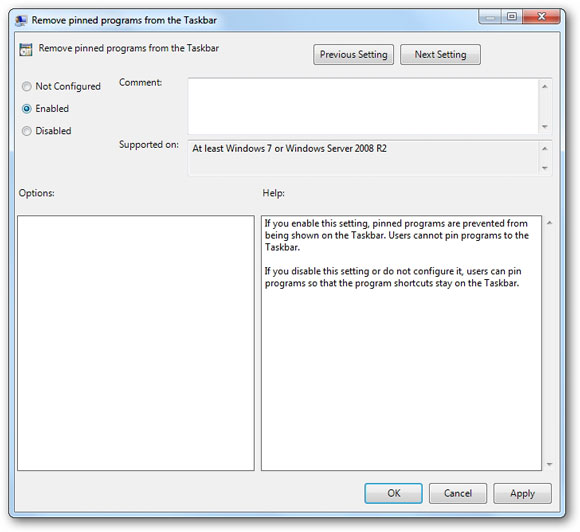 Remove pinned programs from the Taskbar
Remove pinned programs from the Taskbar
Previous Setting
Next Setting
Not Configured
Comment:
Enabled
Disabled
Supported on:
At least Windows 7 or Windows Server 2008 R2
Options:
Help:
If you enable this setting, pinned programs are prevented from
being shown on the Taskbar. Users cannot pin programs to the
Taskbar.
If you disable this setting or do not configure it, users can pin
programs so that the program shortcuts stay on the Taskbar.
OK
Cancel
Apply